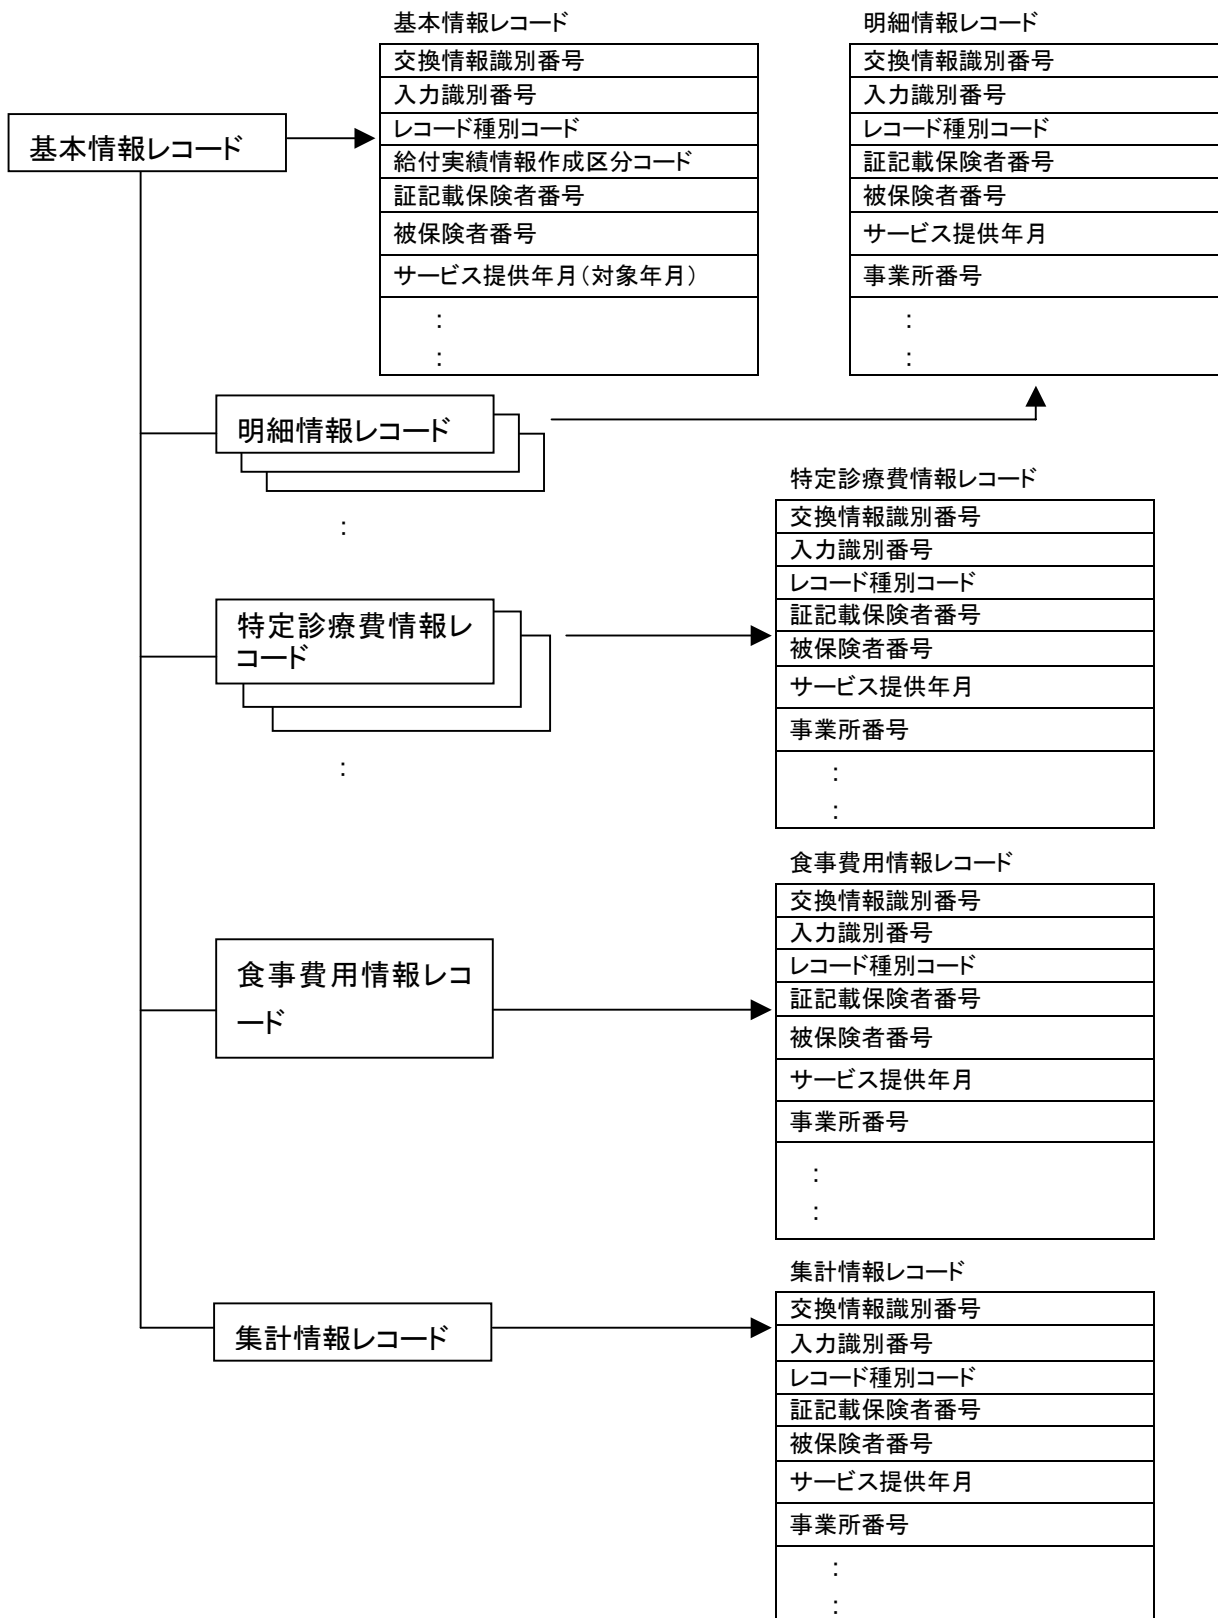 基本情報レコード
交換情報識別番号
入力識別番号
レコード種別コード
給付実績情報作成区分コード
証記載保険者番号
被保険者番号
サービス提供年月(対象年月)
:
:
明細情報レコード
交換情報識別番号
入力識別番号
レコード種別コード
証記載保険者番号
被保険者番号
サービス提供年月
事業所番号
:
:
基本情報レコード
明細情報レコード
:
特定診療費情報レ
コード
:
特定診療費情報レコード
交換情報識別番号
入力識別番号
レコード種別コード
証記載保険者番号
被保険者番号
サービス提供年月
事業所番号
:
:
食事費用情報レコ
ード
食事費用情報レコード
交換情報識別番号
入力識別番号
レコード種別コード
証記載保険者番号
被保険者番号
サービス提供年月
事業所番号
:
:
集計情報レコード
集計情報レコード
交換情報識別番号
入力識別番号
レコード種別コード
証記載保険者番号
被保険者番号
サービス提供年月
事業所番号
:
: